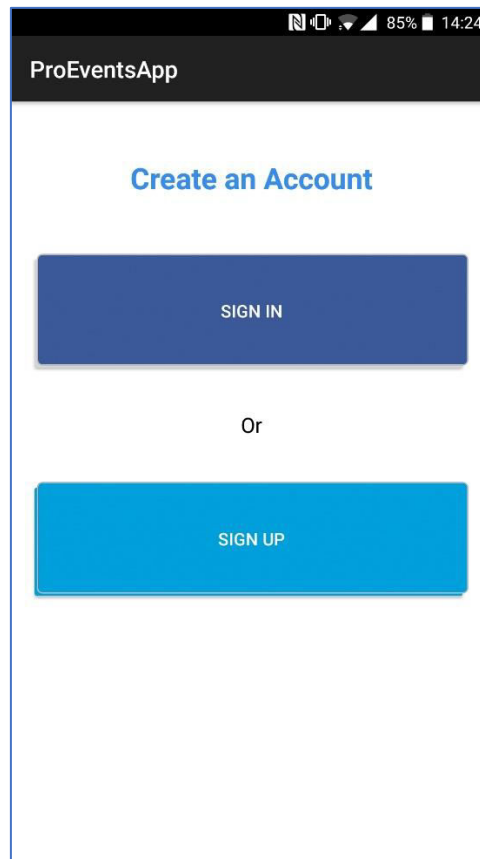 85% 14:24
ProEventsApp
Create an Account
SIGN IN
Or
SIGN UP